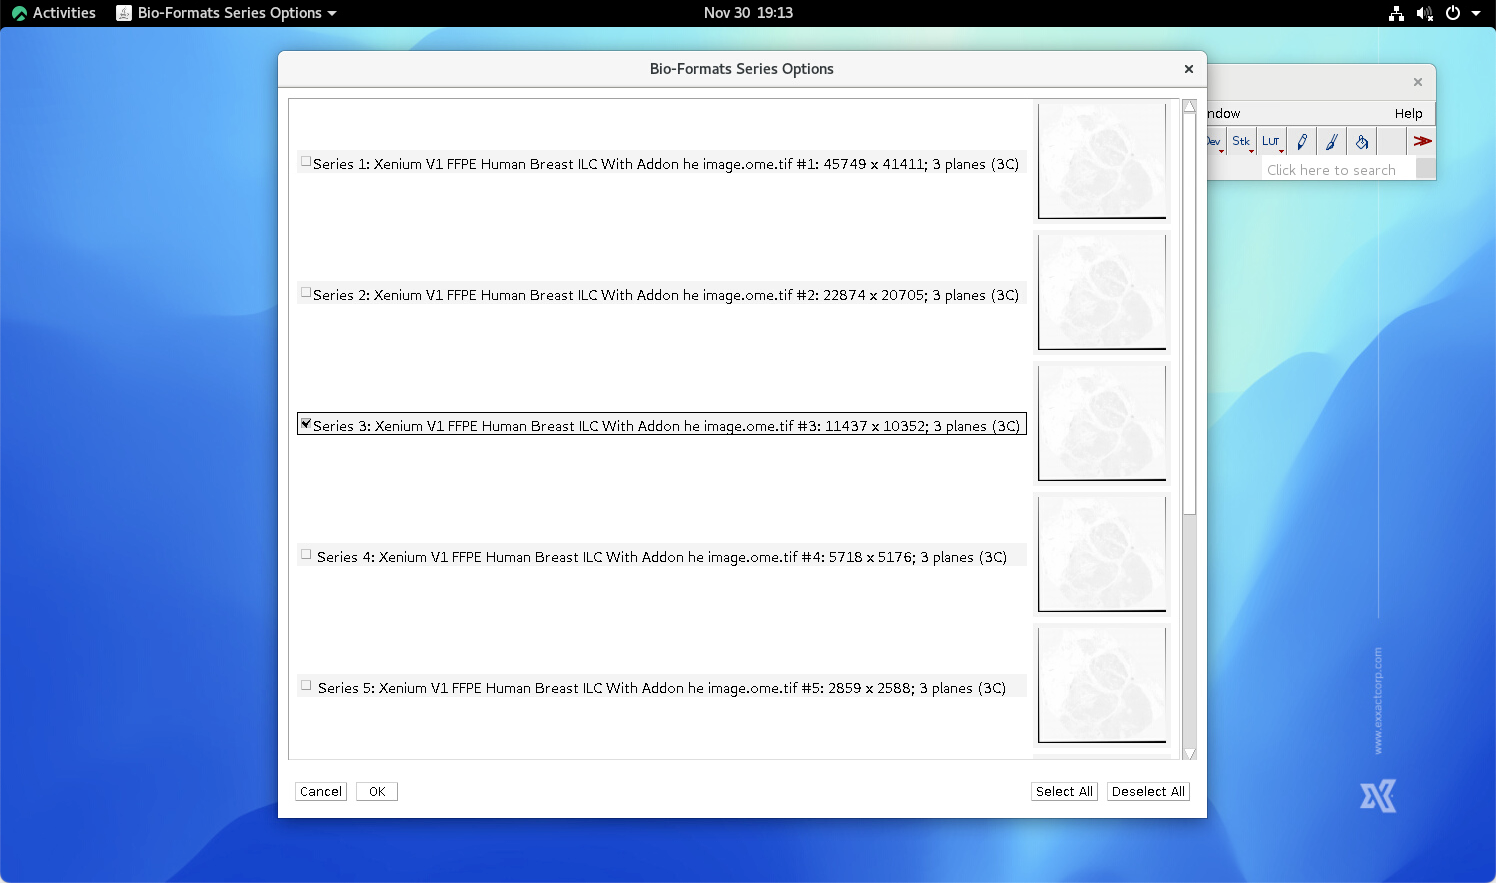 Activities
Bio-Formats Series Options
Nov 30 19:13
Bio-Formats Series Options
Help
Dev Stk LUT
Click here to search
Series 1: Xenium V1 FFPE Human Breast ILC With Addon he image.ome.tif #1: 45749 x 41411; 3 planes (3C)
Series 2: Xenium V1 FFPE Human Breast ILC With Addon he image.ome.tif #2: 22874 x 20705; 3 planes (3C)
Series 3: Xenium V1 FFPE Human Breast ILC With Addon he image.ome.tif #3: 11437 x 10352; 3 planes (3C)
Series 4: Xenium V1 FFPE Human Breast ILC With Addon he image.ome.tif #4: 5718 x 5176; 3 planes (3C)
Series 5: Xenium V1 FFPE Human Breast ILC With Addon he image.ome.tif #5: 2859 x 2588; 3 planes (3C)
Cancel OK Select All Deselect All
www.exxactcorp.com